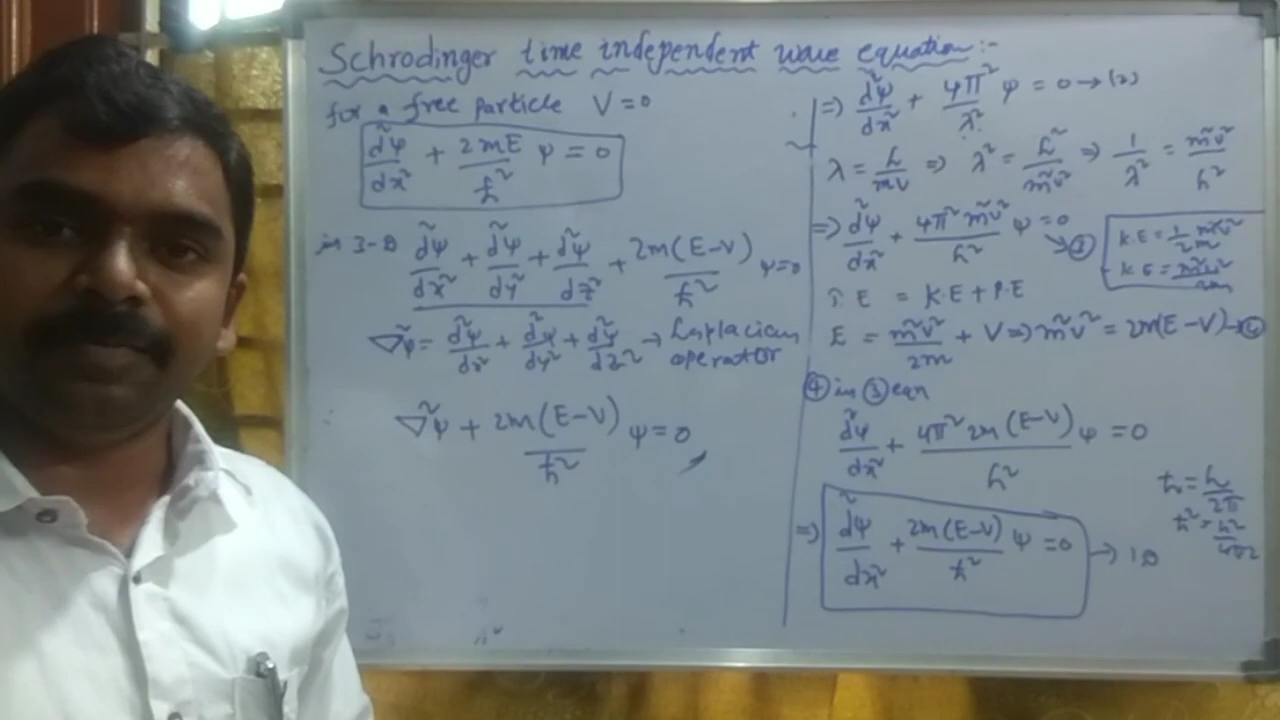 Schrodinger time independent wave equation:-
for a free particle V = 0
d²ψ/dx² + 2mE/ħ² ψ = 0
in 3-D d²ψ/dx² + d²ψ/dy² + d²ψ/dz² + 2m(E-V)/ħ² ψ = 0
∇²ψ = d²ψ/dx² + d²ψ/dy² + d²ψ/dz² → Laplacian
operator
∇²ψ + 2m(E-V)/ħ² ψ = 0
⇒ d²ψ/dx² + 4π²/λ² ψ = 0 → (2)
λ = h/mv ⇒ λ² = h²/m²v² ⇒ 1/λ² = m²v²/h²
⇒ d²ψ/dx² + 4π² m²v²/h² ψ = 0 → ③
K.E = 1/2 m²v²/m
K.E = m²v²/2m
T.E = K.E + P.E
E = m²v²/2m + V ⇒ m²v² = 2m(E-V) → ④
④ in ③ eqn
d²ψ/dx² + 4π² 2m(E-V)/h² ψ = 0
ħ = h/2π
ħ² = h²/4π²
⇒ d²ψ/dx² + 2m(E-V)/ħ² ψ = 0 → 1D